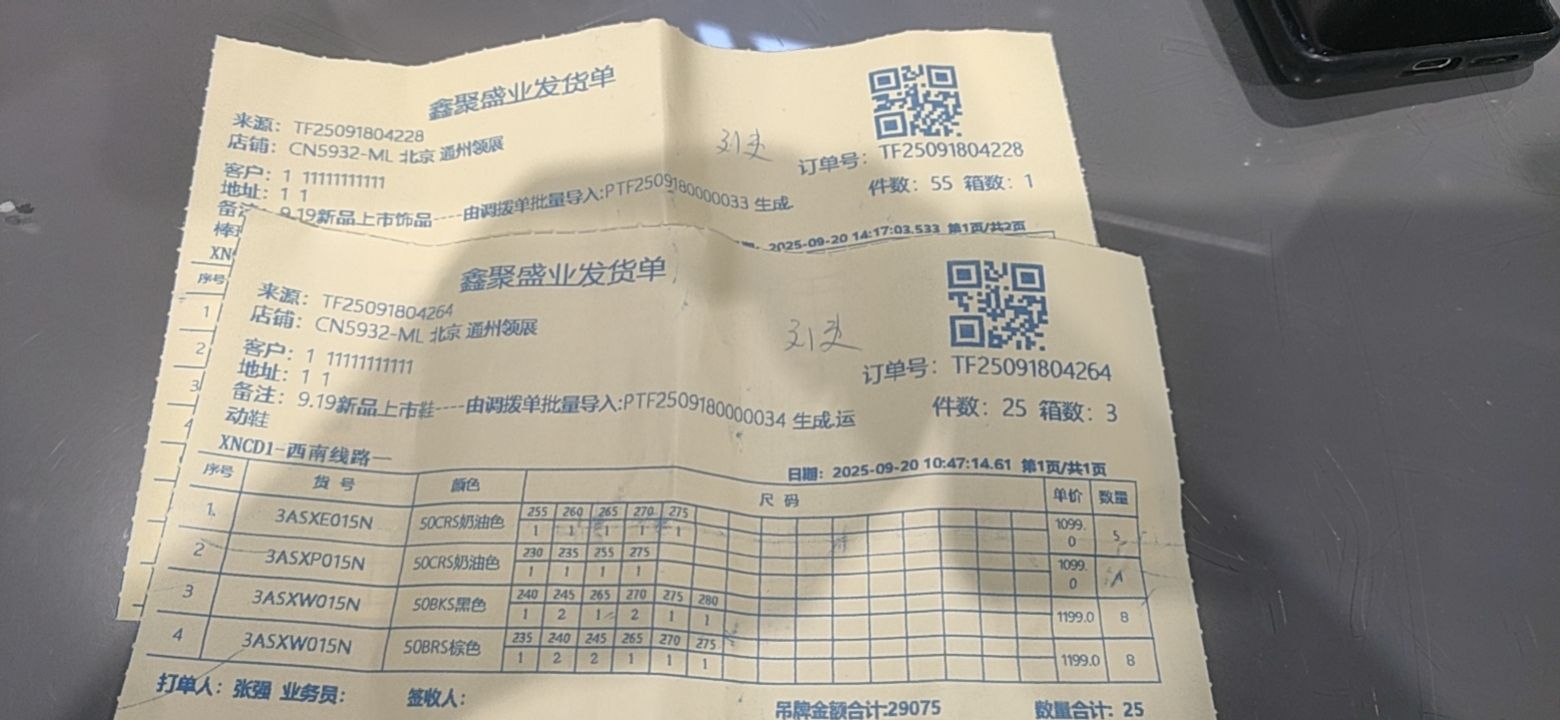 鑫聚盛业发货单
来源：TF25091804228
店铺：CN5932-ML 北京 通州领展
客户：1 11111111111
地址：1 1
订单号：TF25091804228
件数：55 箱数：1
9.19新品上市饰品----由调拨单批量导入:PTF2509180000033 生成.
2025-09-20 14:17:03.533 第1页/共2页
XN
序号
1
2
3
4
鑫聚盛业发货单
来源：TF25091804264
店铺：CN5932-ML 北京 通州领展
客户：1 11111111111
地址：1 1
订单号：TF25091804264
备注：9.19新品上市鞋----由调拨单批量导入:PTF2509180000034 生成.运
动鞋
件数：25 箱数：3
XNCD1-西南线路一
日期：2025-09-20 10:47:14.61 第1页/共1页
序号 货号 颜色 尺码 单价 数量
255 260 265 270 275
1 3ASXE015N 50CRS奶油色 1 1 1 1 1 1099.0 5
230 235 255 275
2 3ASXP015N 50CRS奶油色 1 1 1 1 1099.0
240 245 265 270 275 280
3 3ASXW015N 50BKS黑色 1 2 1 2 1 1 1199.0 8
235 240 245 265 270 275
4 3ASXW015N 50BRS棕色 1 2 2 1 1 1 1199.0 8
打单人：张强 业务员： 签收人：
吊牌金额合计:29075 数量合计：25